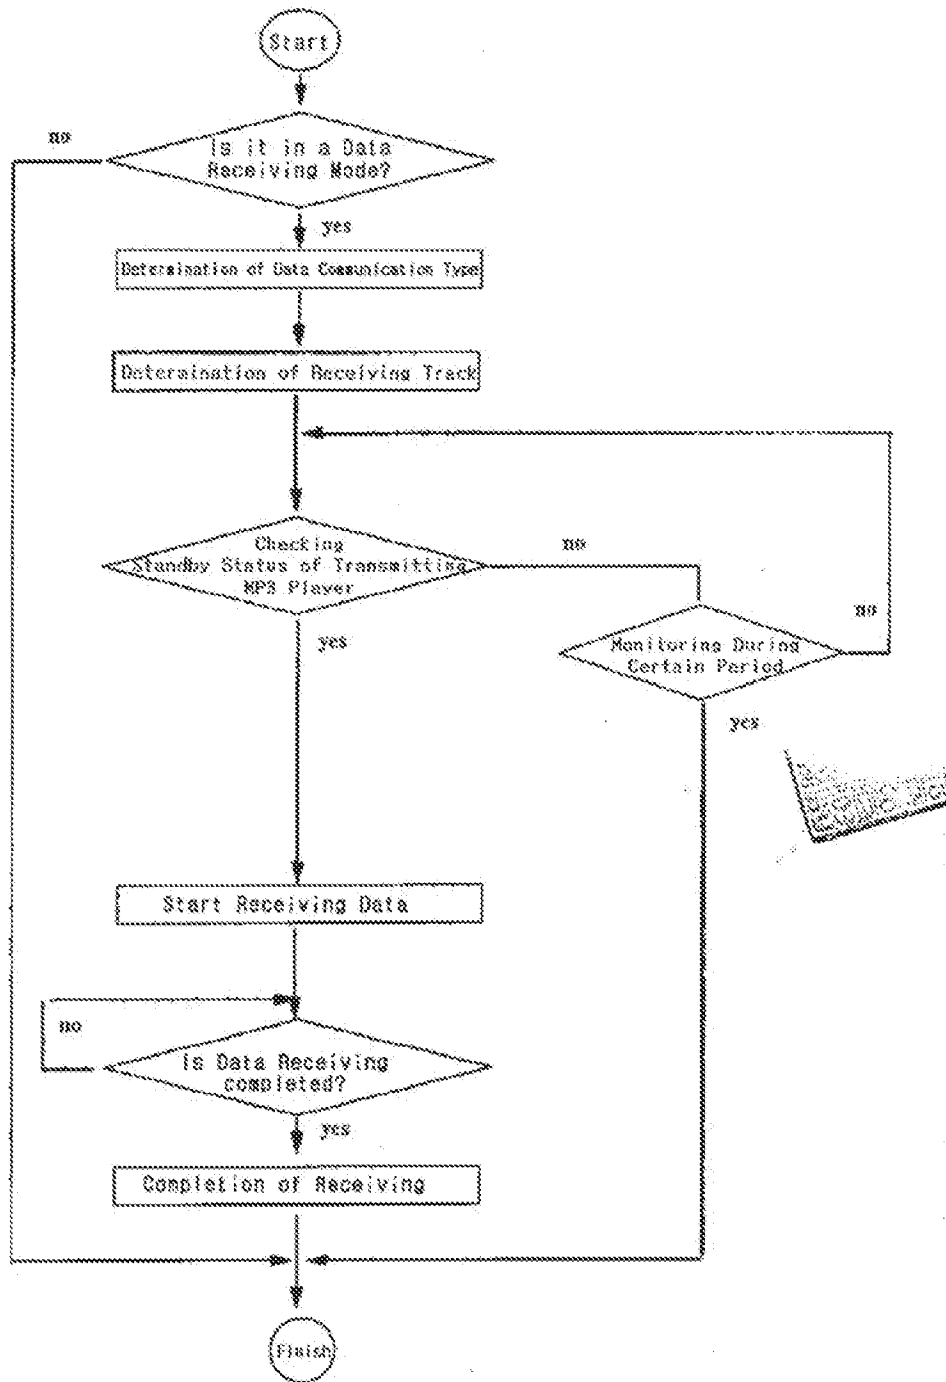 Start
no
Is it in a Data
Receiving Mode?
yes
Determination of Data Communication Type
Determination of Receiving Track
Checking
Standby Status of Transmitting
MP3 Player
no
no
yes
Monitoring During
Certain Period
yes
Start Receiving Data
no
Is Data Receiving
completed?
yes
Completion of Receiving
Finish